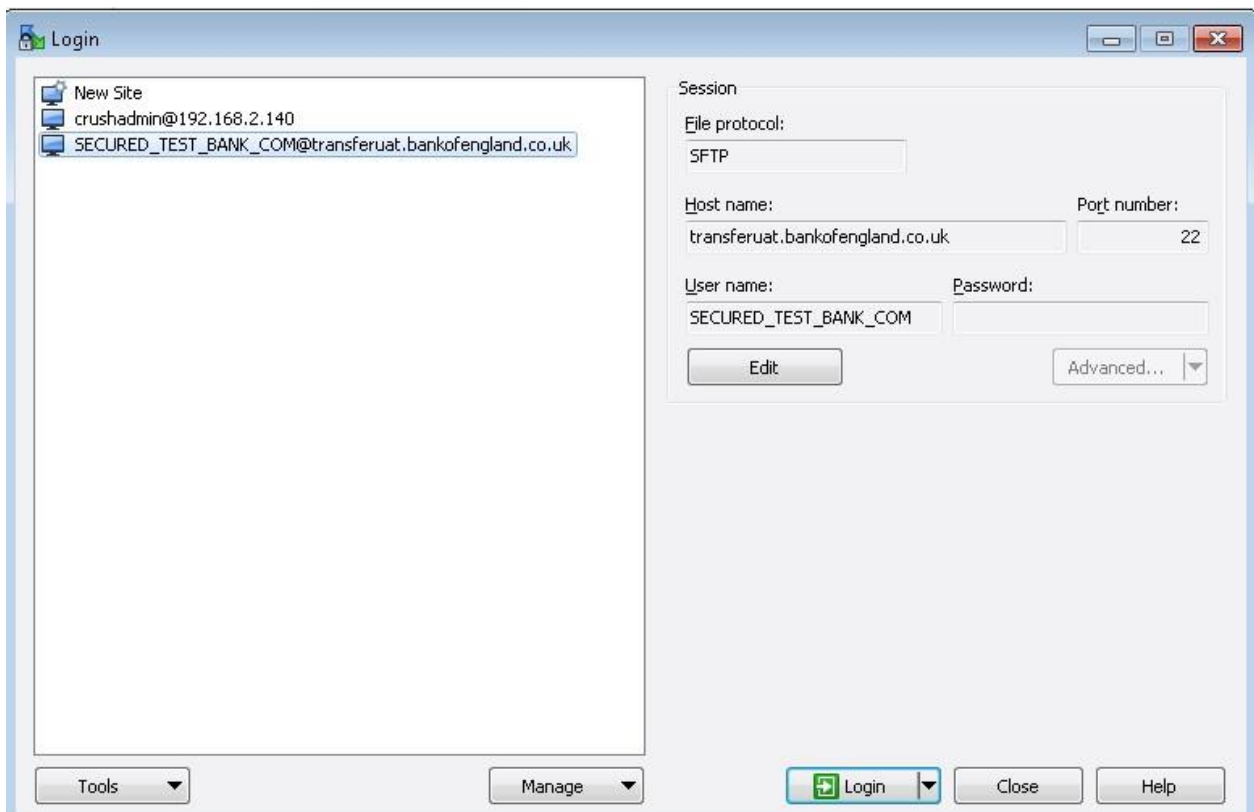 Login
New Site
crushadmin@192.168.2.140
SECURED_TEST_BANK_COM@transferuat.bankofengland.co.uk
Session
File protocol:
SFTP
Host name: Port number:
transferuat.bankofengland.co.uk 22
User name: Password:
SECURED_TEST_BANK_COM
Edit Advanced...
Tools Manage Login Close Help